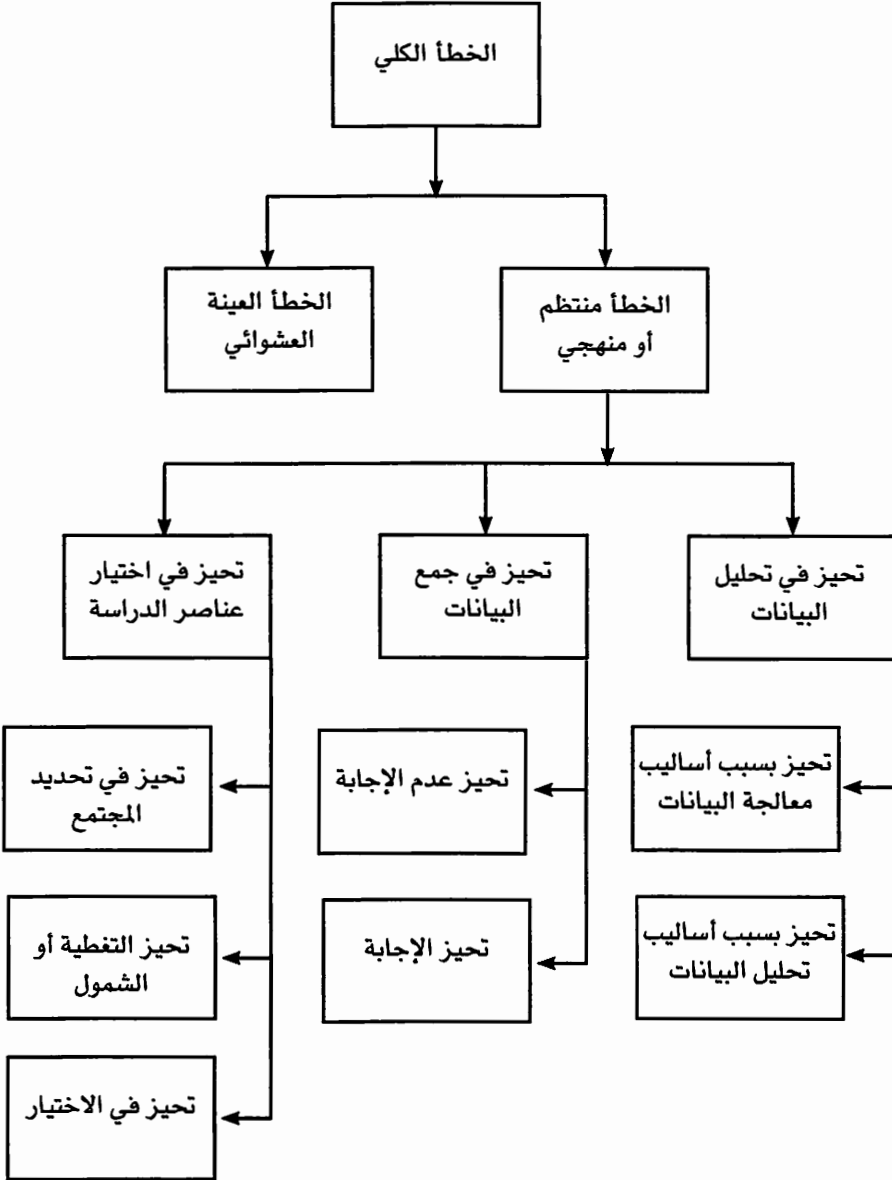 الخطأ الكلي
الخطأ منتظم
أو منهجي
الخطأ العينة
العشوائي
تحيز في تحليل
البيانات
تحيز في جمع
البيانات
تحيز في اختيار
عناصر الدراسة
تحيز بسبب أساليب
معالجة البيانات
تحيز عدم الإجابة
تحيز في تحديد
المجتمع
تحيز بسبب أساليب
تحليل البيانات
تحيز الإجابة
تحيز التغطية أو
الشمول
تحيز في الاختيار